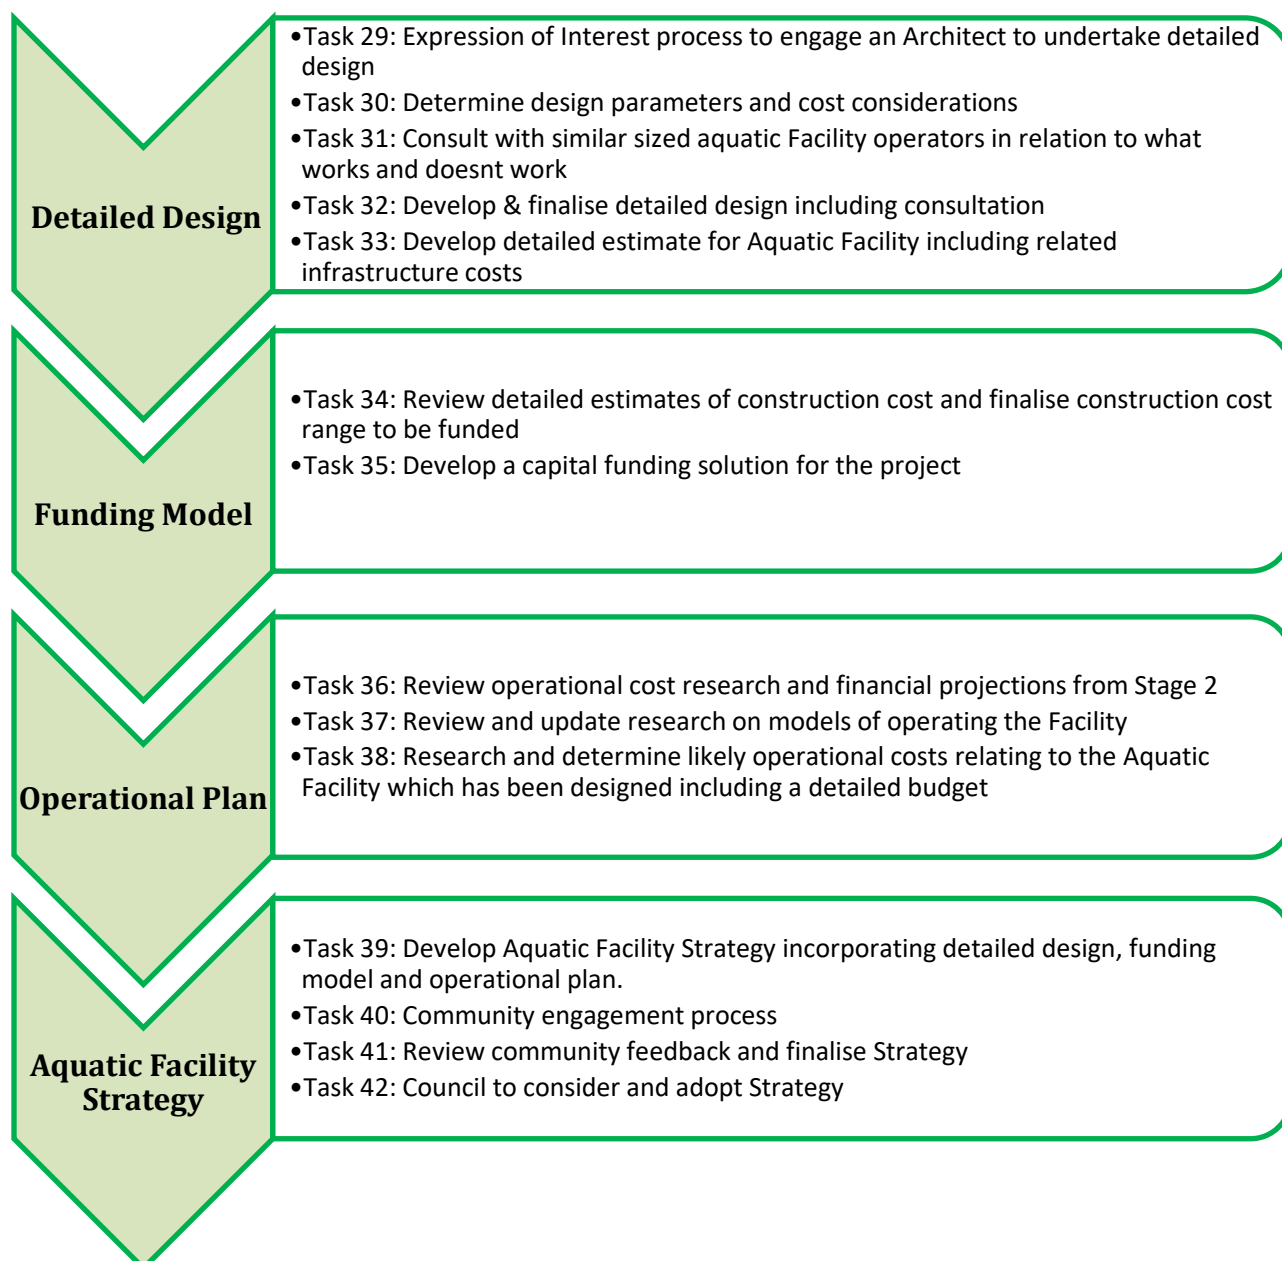 Detailed Design
•Task 29: Expression of Interest process to engage an Architect to undertake detailed
design
•Task 30: Determine design parameters and cost considerations
•Task 31: Consult with similar sized aquatic Facility operators in relation to what
works and doesnt work
•Task 32: Develop & finalise detailed design including consultation
•Task 33: Develop detailed estimate for Aquatic Facility including related
infrastructure costs
Funding Model
•Task 34: Review detailed estimates of construction cost and finalise construction cost
range to be funded
•Task 35: Develop a capital funding solution for the project
Operational Plan
•Task 36: Review operational cost research and financial projections from Stage 2
•Task 37: Review and update research on models of operating the Facility
•Task 38: Research and determine likely operational costs relating to the Aquatic
Facility which has been designed including a detailed budget
Aquatic Facility
Strategy
•Task 39: Develop Aquatic Facility Strategy incorporating detailed design, funding
model and operational plan.
•Task 40: Community engagement process
•Task 41: Review community feedback and finalise Strategy
•Task 42: Council to consider and adopt Strategy